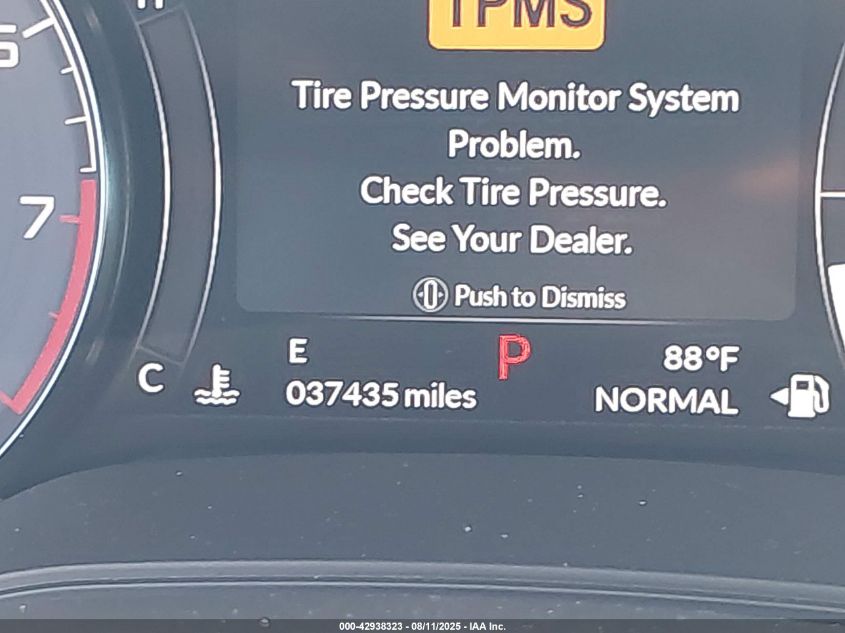 H
TPMS
5
Tire Pressure Monitor System
Problem.
Check Tire Pressure.
See Your Dealer.
Push to Dismiss
7
E P 88°F
C 037435 miles NORMAL
000-42938323 - 08/11/2025 - IAA Inc.